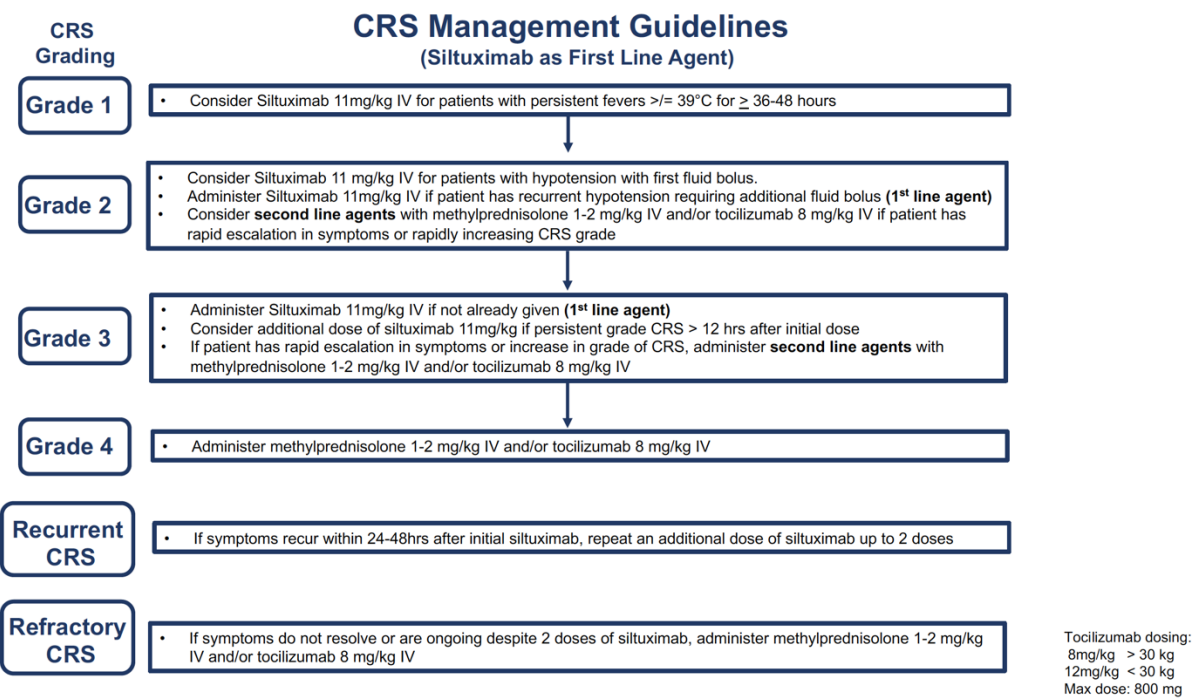 CRS Management Guidelines
(Siltuximab as First Line Agent)
CRS
Grading
Grade 1
• Consider Siltuximab 11mg/kg IV for patients with persistent fevers >/= 39°C for ≥ 36-48 hours
Grade 2
• Consider Siltuximab 11 mg/kg IV for patients with hypotension with first fluid bolus.
• Administer Siltuximab 11mg/kg IV if patient has recurrent hypotension requiring additional fluid bolus (1st line agent)
• Consider second line agents with methylprednisolone 1-2 mg/kg IV and/or tocilizumab 8 mg/kg IV if patient has
rapid escalation in symptoms or rapidly increasing CRS grade
Grade 3
• Administer Siltuximab 11mg/kg IV if not already given (1st line agent)
• Consider additional dose of siltuximab 11mg/kg if persistent grade CRS > 12 hrs after initial dose
• If patient has rapid escalation in symptoms or increase in grade of CRS, administer second line agents with
methylprednisolone 1-2 mg/kg IV and/or tocilizumab 8 mg/kg IV
Grade 4
• Administer methylprednisolone 1-2 mg/kg IV and/or tocilizumab 8 mg/kg IV
Recurrent
CRS
• If symptoms recur within 24-48hrs after initial siltuximab, repeat an additional dose of siltuximab up to 2 doses
Refractory
CRS
• If symptoms do not resolve or are ongoing despite 2 doses of siltuximab, administer methylprednisolone 1-2 mg/kg
IV and/or tocilizumab 8 mg/kg IV
Tocilizumab dosing:
8mg/kg > 30 kg
12mg/kg < 30 kg
Max dose: 800 mg